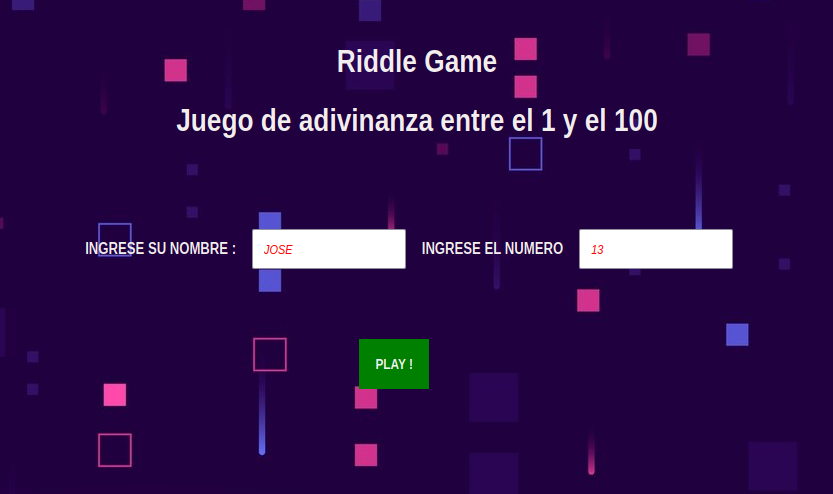 Riddle Game
Juego de adivinanza entre el 1 y el 100
INGRESE SU NOMBRE : JOSE INGRESE EL NUMERO 13
PLAY !